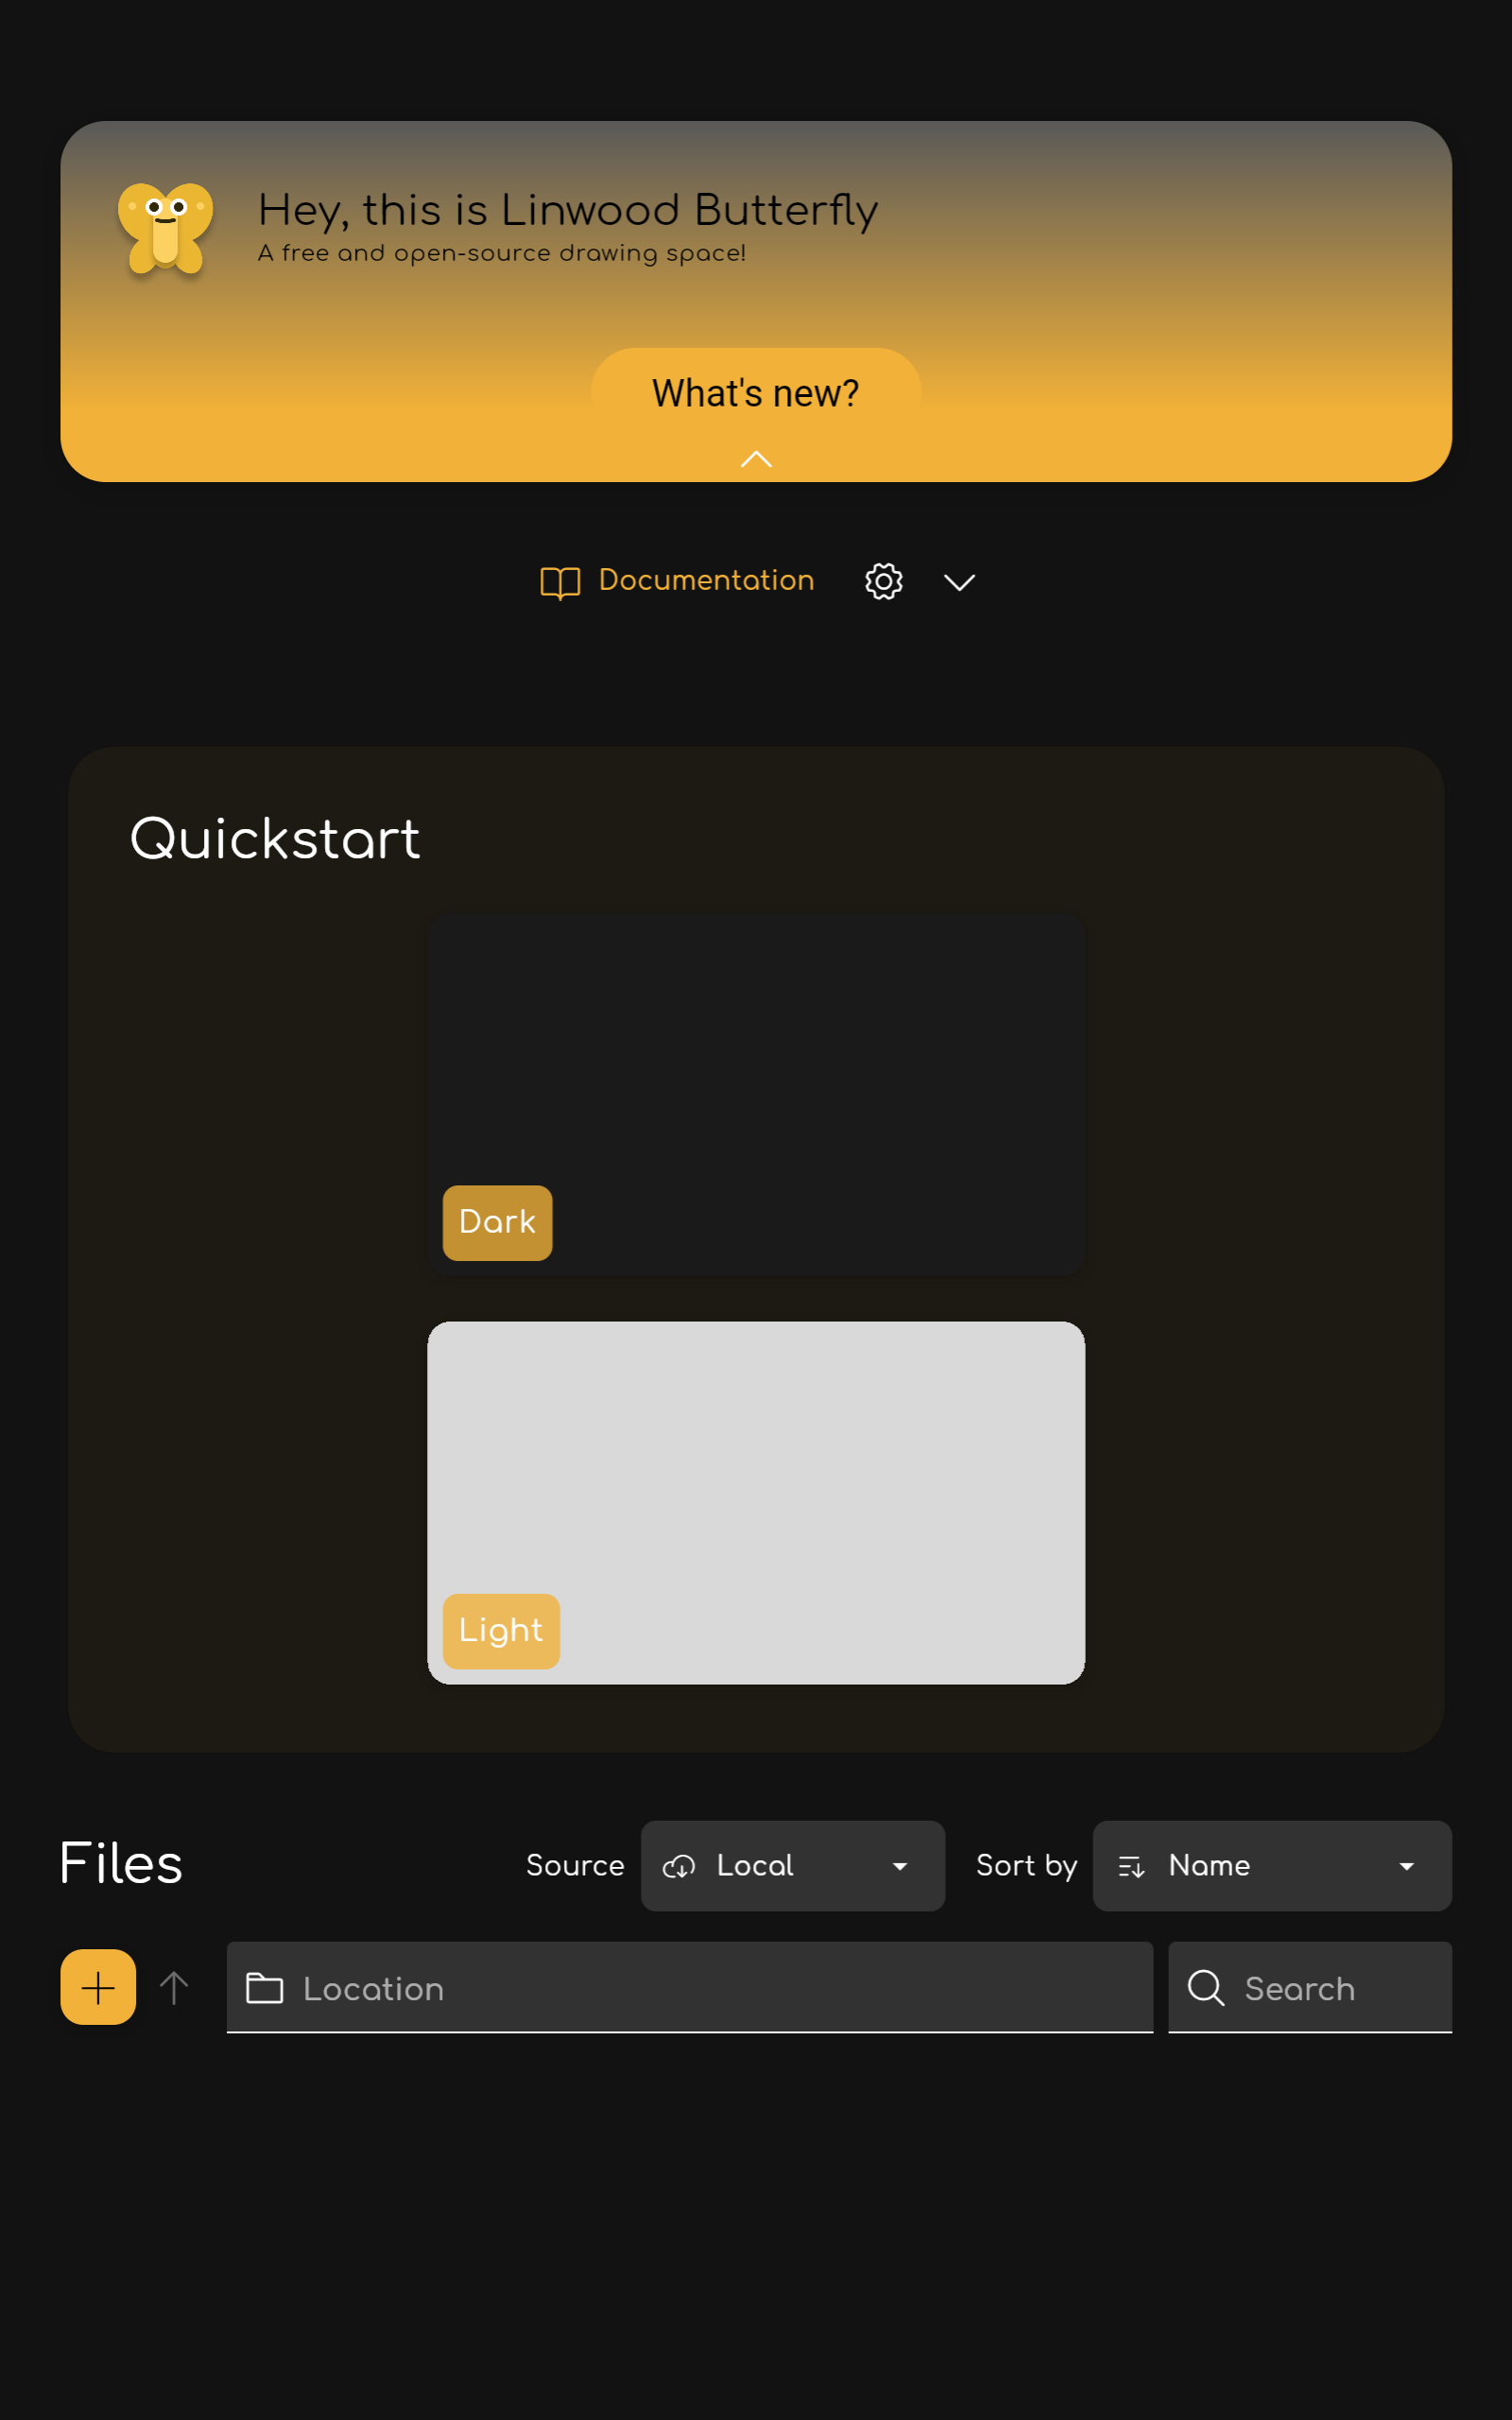 Hey, this is Linwood Butterfly
A free and open-source drawing space!
What's new?
Documentation
Quickstart
Dark
Light
Files
Source
Local
Sort by
Name
Location
Search